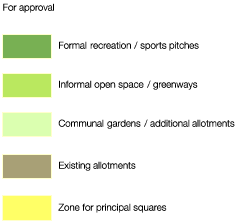 For approval
Formal recreation / sports pitches
Informal open space / greenways
Communal gardens / additional allotments
Existing allotments
Zone for principal squares